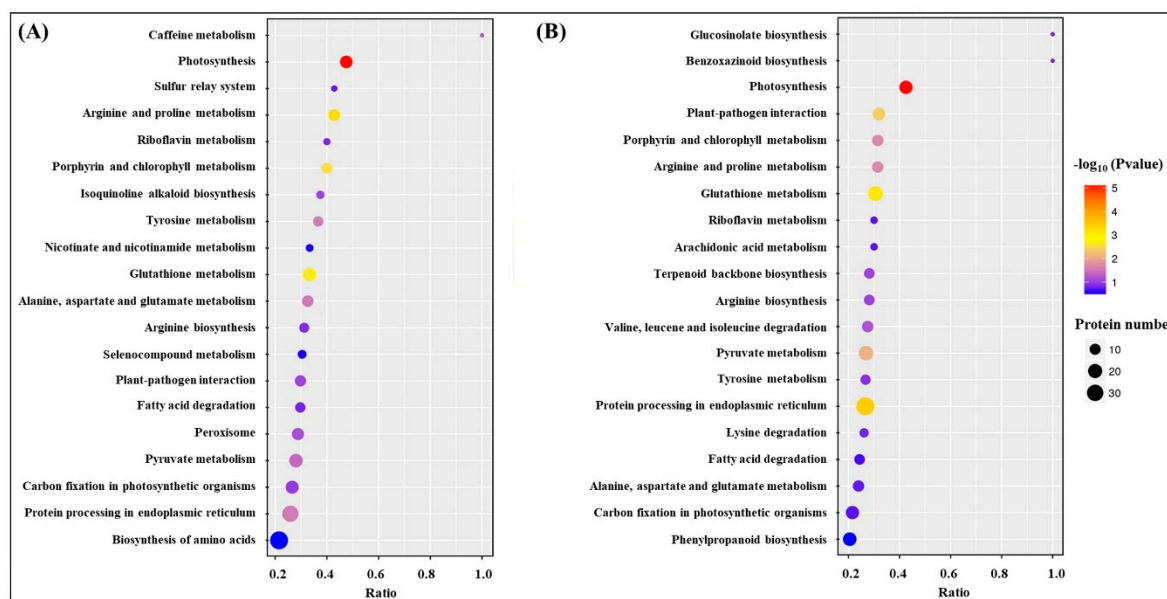 (A)
Caffeine metabolism
Photosynthesis
Sulfur relay system
Arginine and proline metabolism
Riboflavin metabolism
Porphyrin and chlorophyll metabolism
Isoquinoline alkaloid biosynthesis
Tyrosine metabolism
Nicotinate and nicotinamide metabolism
Glutathione metabolism
Alanine, aspartate and glutamate metabolism
Arginine biosynthesis
Selenocompound metabolism
Plant-pathogen interaction
Fatty acid degradation
Peroxisome
Pyruvate metabolism
Carbon fixation in photosynthetic organisms
Protein processing in endoplasmic reticulum
Biosynthesis of amino acids
0.2 0.4 0.6 0.8 1.0
Ratio
(B)
Glucosinolate biosynthesis
Benzoxazinoid biosynthesis
Photosynthesis
Plant-pathogen interaction
Porphyrin and chlorophyll metabolism
Arginine and proline metabolism
Glutathione metabolism
Riboflavin metabolism
Arachidonic acid metabolism
Terpenoid backbone biosynthesis
Arginine biosynthesis
Valine, leucene and isoleucine degradation
Pyruvate metabolism
Tyrosine metabolism
Protein processing in endoplasmic reticulum
Lysine degradation
Fatty acid degradation
Alanine, aspartate and glutamate metabolism
Carbon fixation in photosynthetic organisms
Phenylpropanoid biosynthesis
0.2 0.4 0.6 0.8 1.0
Ratio
-log10 (Pvalue)
5
4
3
2
1
Protein number
10
20
30